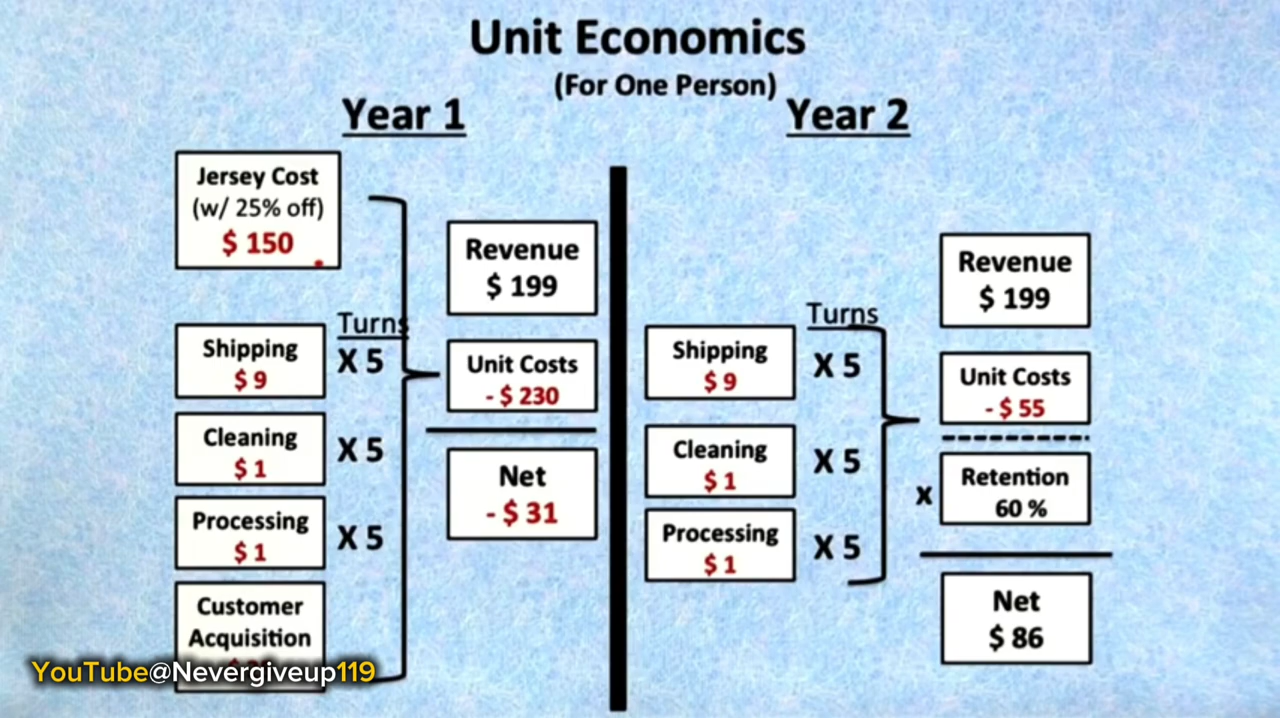 Unit Economics
(For One Person)
Year 1
Jersey Cost
(w/ 25% off)
$ 150
Turns
Shipping
$ 9
X 5
Cleaning
$ 1
X 5
Processing
$ 1
X 5
Customer
Acquisition
Revenue
$ 199
Unit Costs
- $ 230
Net
- $ 31
Year 2
Turns
Shipping
$ 9
X 5
Cleaning
$ 1
X 5
Processing
$ 1
X 5
Revenue
$ 199
Unit Costs
- $ 55
x
Retention
60 %
Net
$ 86
YouTube@Nevergiveup119